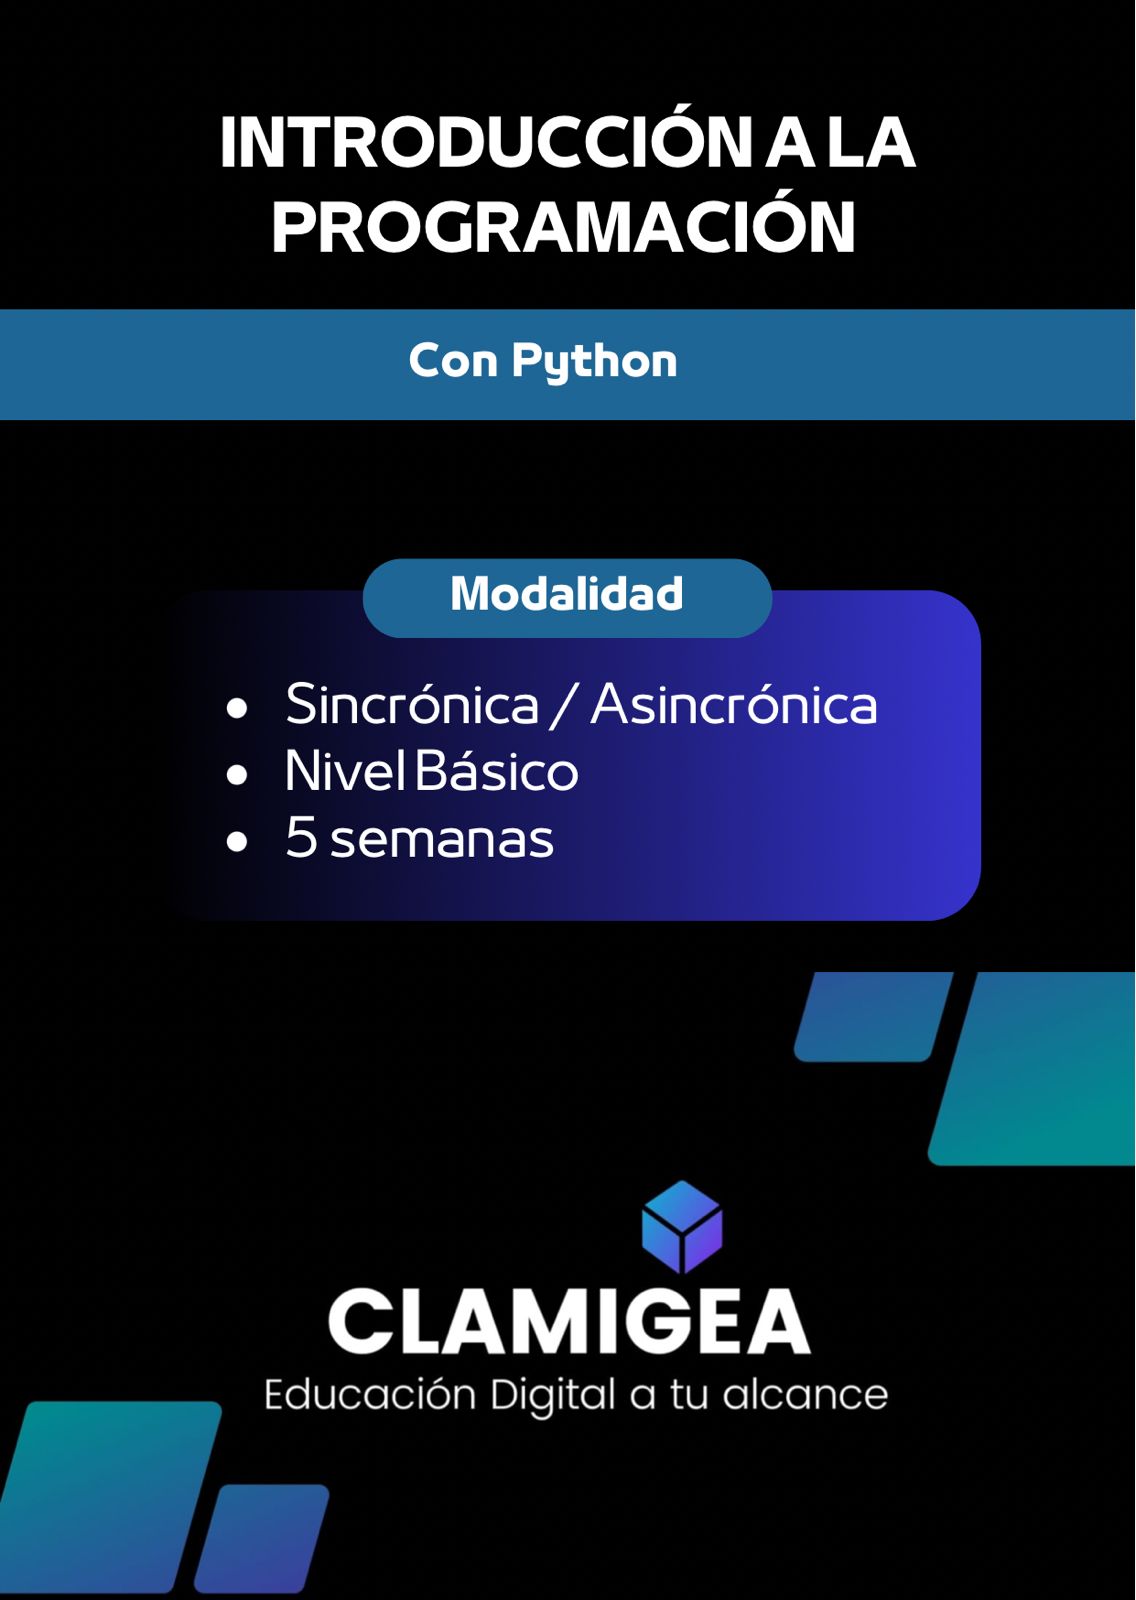 INTRODUCCIÓN A LA
PROGRAMACIÓN
Con Python
Modalidad
• Sincrónica / Asincrónica
• Nivel Básico
• 5 semanas
CLAMIGEA
Educación Digital a tu alcance